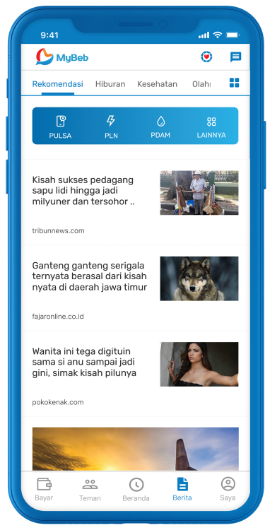 9:41
MyBeb
Rekomendasi Hiburan Kesehatan Olahr
PULSA PLN PDAM LAINNYA
Kisah sukses pedagang
sapu lidi hingga jadi
milyuner dan tersohor ..
tribunnews.com
Ganteng ganteng serigala
ternyata berasal dari kisah
nyata di daerah jawa timur
fajaronline.co.id
Wanita ini tega digituin
sama si anu sampai jadi
gini, simak kisah pilunya
pokokenak.com
Bayar Teman Beranda Berita Saya